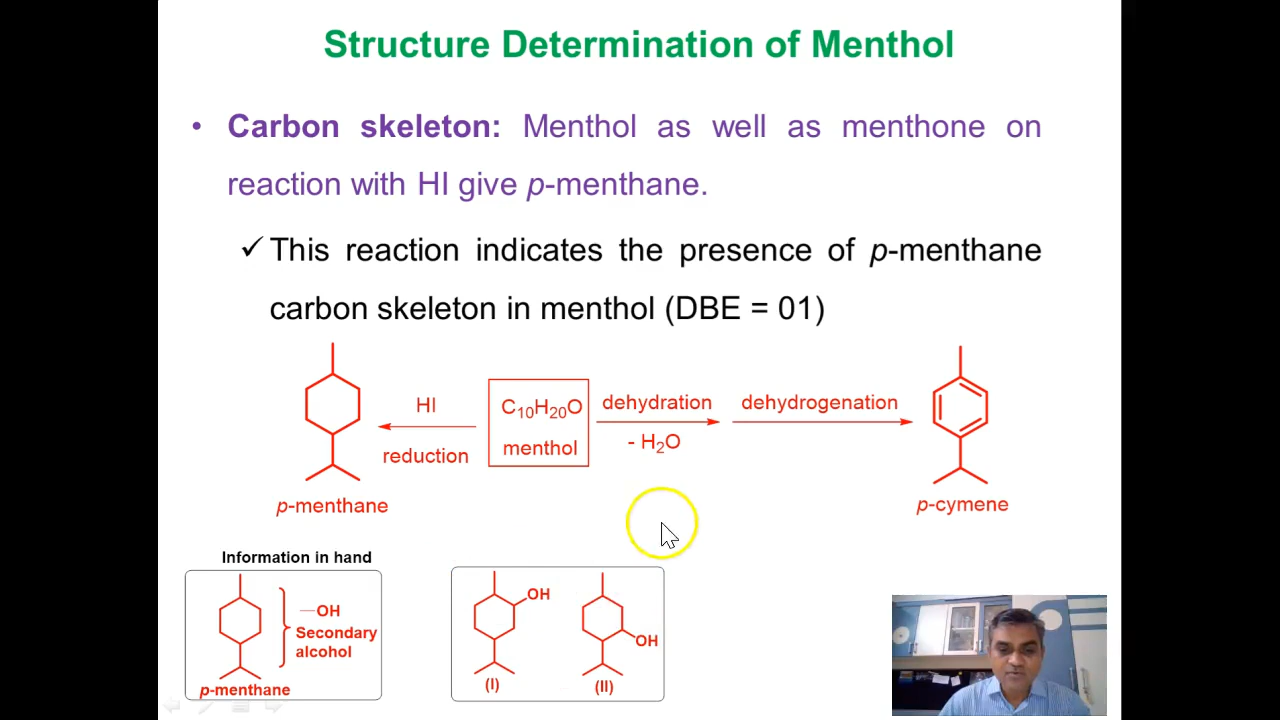 Structure Determination of Menthol
• Carbon skeleton: Menthol as well as menthone on
reaction with HI give p-menthane.
✓ This reaction indicates the presence of p-menthane
carbon skeleton in menthol (DBE = 01)
HI
reduction
p-menthane
C₁₀H₂₀O
menthol
dehydration
- H₂O
dehydrogenation
p-cymene
Information in hand
—OH
Secondary
alcohol
p-menthane
OH
(I)
OH
(II)